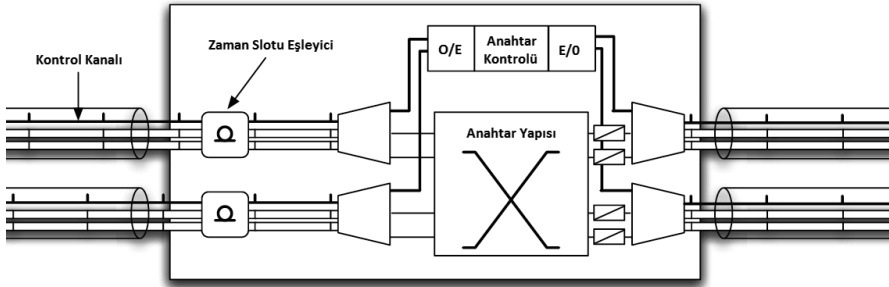 Kontrol Kanalı
Zaman Slotu Eşleyici
O/E
Anahtar
Kontrolü
E/0
Anahtar Yapısı